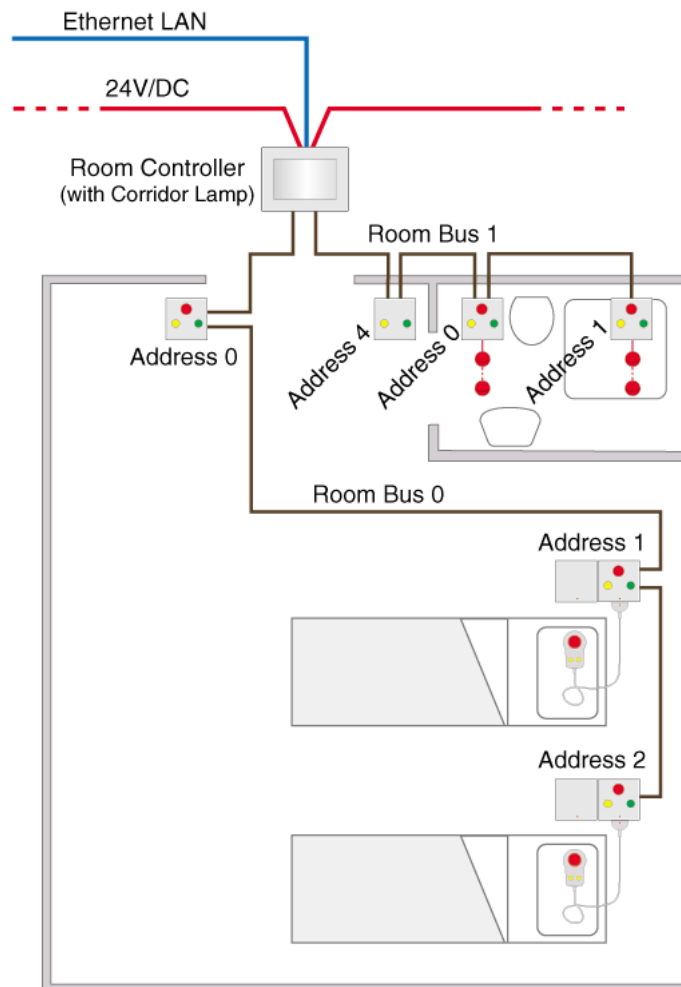 Ethernet LAN
24V/DC
Room Controller
(with Corridor Lamp)
Room Bus 1
Address 0
Address 4
Address 0
Address 1
Room Bus 0
Address 1
Address 2